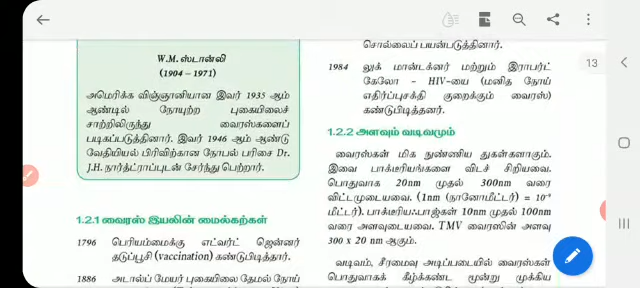 W.M. ஸ்டான்லி
(1904 – 1971)
அமெரிக்க விஞ்ஞானியான இவர் 1935 ஆம்
ஆண்டில் நோயுற்ற புகையிலைச்
சாற்றிலிருந்து வைரஸ்களைப்
படிகப்படுத்தினார். இவர் 1946 ஆம் ஆண்டு
வேதியியல் பிரிவிற்கான நோபல் பரிசை Dr.
J.H. நார்த்ராப்புடன் சேர்ந்து பெற்றார்.
1.2.1 வைரஸ் இயலின் மைல்கற்கள்
1796 பெரியம்மைக்கு எட்வர்ட் ஜென்னர்
தடுப்பூசி (vaccination) கண்டுபிடித்தார்.
1886 அடால்ப் மேயர் புகையிலை தேமல் நோய்
சொல்லைப் பயன்படுத்தினார்.
1984 லுக் மான்டக்னர் மற்றும் இராபர்ட்
கேலோ - HIV-யை (மனித நோய்
எதிர்ப்புசக்தி குறைக்கும் வைரஸ்)
கண்டுபிடித்தனர்.
1.2.2 அளவும் வடிவமும்
வைரஸ்கள் மிக நுண்ணிய துகள்களாகும்.
இவை பாக்டீரியங்களை விடச் சிறியவை.
பொதுவாக 20nm முதல் 300nm வரை
விட்டமுடையவை. (1nm (நானோமீட்டர்) = 10⁻⁹
மீட்டர்). பாக்டீரியஃபாஜ்கள் 10nm முதல் 100nm
வரை அளவுடையவை. TMV வைரஸின் அளவு
300 x 20 nm ஆகும்.
வடிவம், சீரமைவு அடிப்படையில் வைரஸ்கள்
பொதுவாகக் கீழ்க்கண்ட மூன்று முக்கிய
13